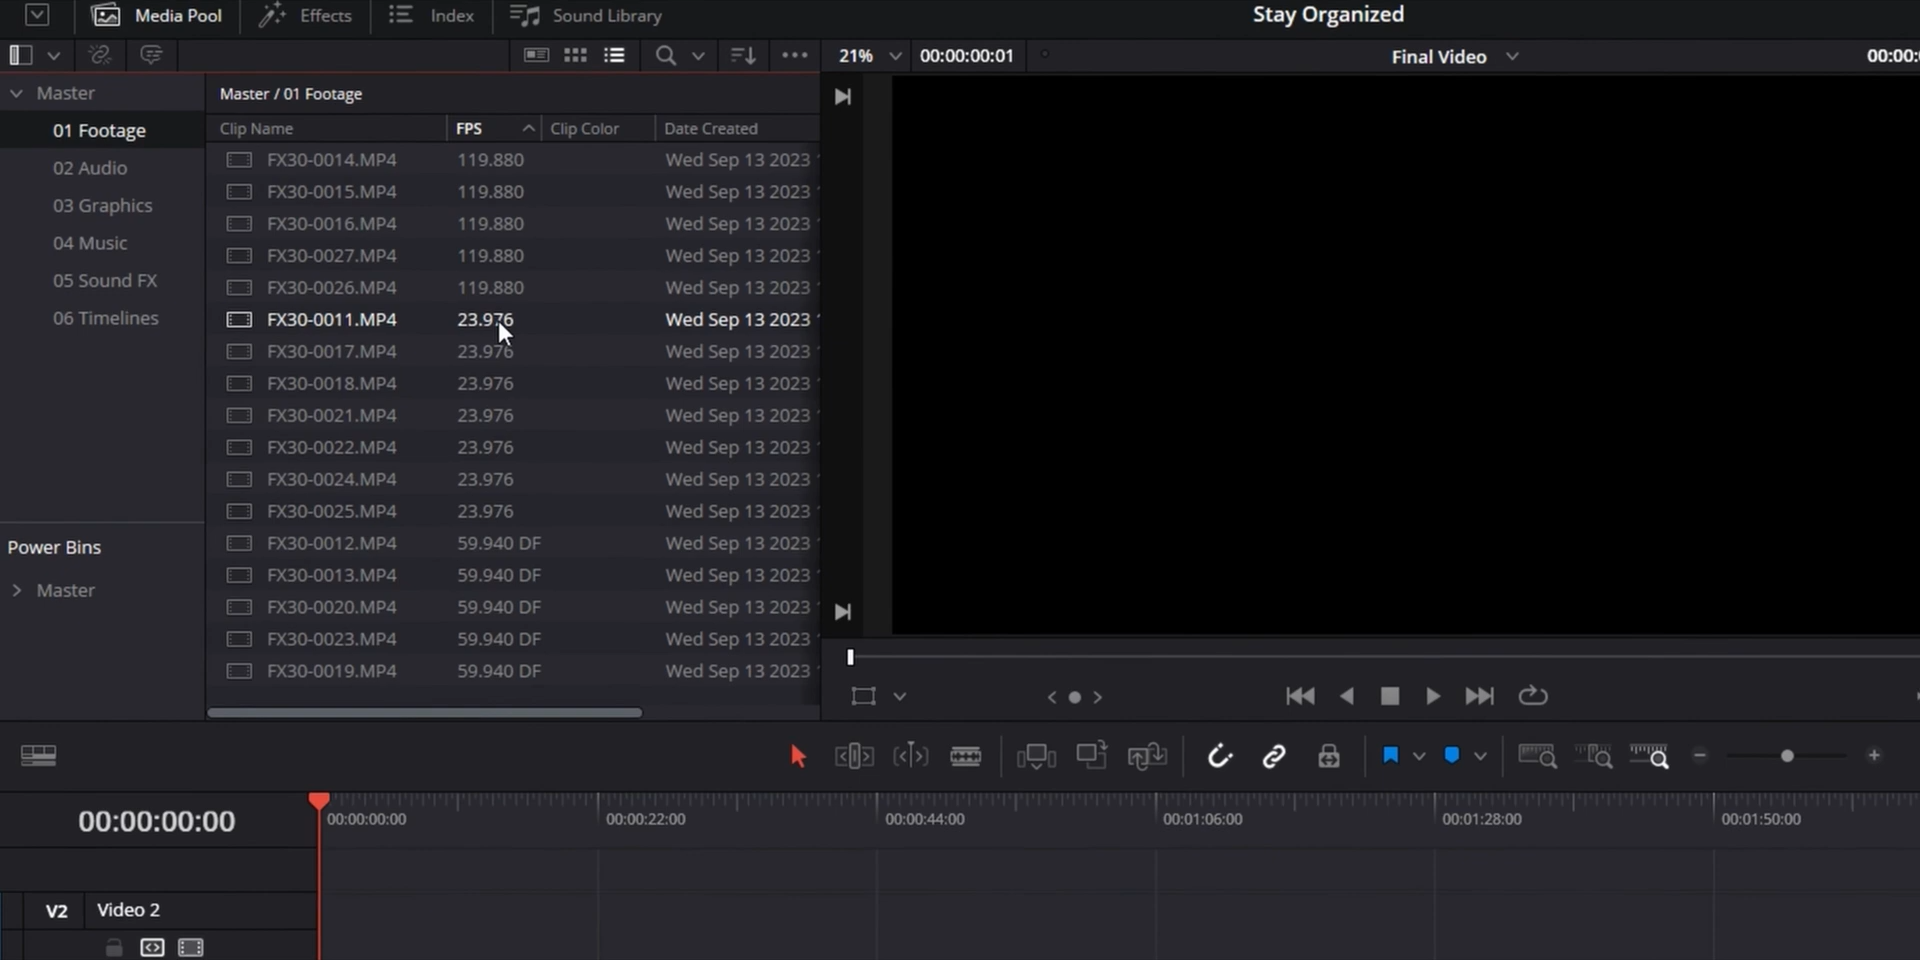 Media Pool Effects Index Sound Library Stay Organized
21% 00:00:00:01 Final Video 00:00:
Master Master / 01 Footage
Clip Name FPS Clip Color Date Created
01 Footage
02 Audio
03 Graphics
04 Music
05 Sound FX
06 Timelines
FX30-0014.MP4 119.880 Wed Sep 13 2023
FX30-0015.MP4 119.880 Wed Sep 13 2023
FX30-0016.MP4 119.880 Wed Sep 13 2023
FX30-0027.MP4 119.880 Wed Sep 13 2023
FX30-0026.MP4 119.880 Wed Sep 13 2023
FX30-0011.MP4 23.976 Wed Sep 13 2023
FX30-0017.MP4 23.976 Wed Sep 13 2023
FX30-0018.MP4 23.976 Wed Sep 13 2023
FX30-0021.MP4 23.976 Wed Sep 13 2023
FX30-0022.MP4 23.976 Wed Sep 13 2023
FX30-0024.MP4 23.976 Wed Sep 13 2023
FX30-0025.MP4 23.976 Wed Sep 13 2023
FX30-0012.MP4 59.940 DF Wed Sep 13 2023
FX30-0013.MP4 59.940 DF Wed Sep 13 2023
FX30-0020.MP4 59.940 DF Wed Sep 13 2023
FX30-0023.MP4 59.940 DF Wed Sep 13 2023
FX30-0019.MP4 59.940 DF Wed Sep 13 2023
Power Bins
Master
00:00:00:00
00:00:00:00 00:00:22:00 00:00:44:00 00:01:06:00 00:01:28:00 00:01:50:00
V2 Video 2